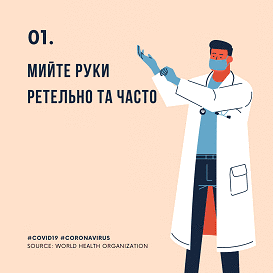 01.
МИЙТЕ РУКИ
РЕТЕЛЬНО ТА ЧАСТО
#COVID19 #CORONAVIRUS
SOURCE: WORLD HEALTH ORGANIZATION